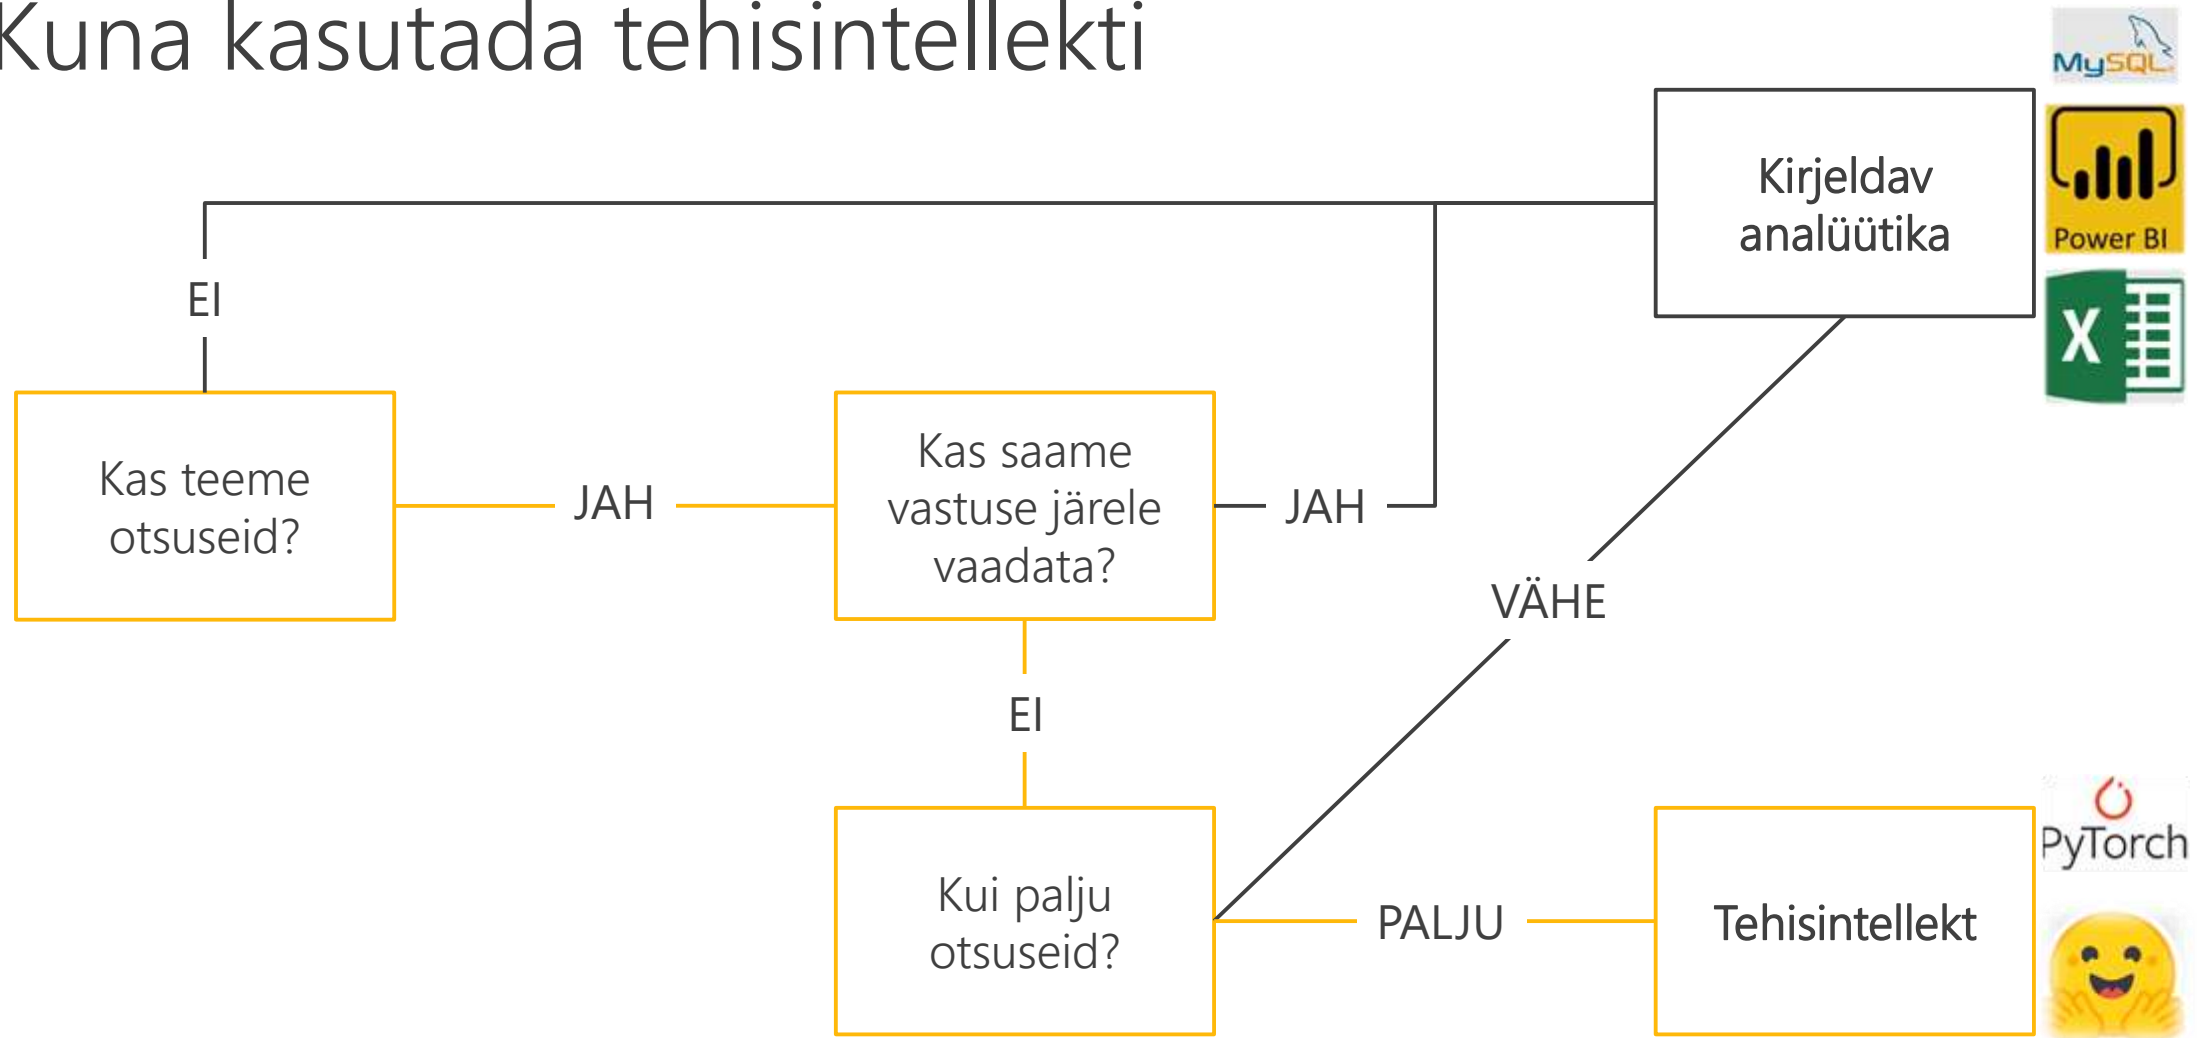 Kuna kasutada tehisintellekti
MySQL
Kirjeldav
analüütika
Power BI
X
EI
Kas teeme
otsuseid?
JAH
Kas saame
vastuse järele
vaadata?
JAH
VÄHE
EI
Kui palju
otsuseid?
PALJU
Tehisintellekt
PyTorch